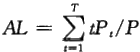 AL = \sum_{t=1}^{T} tP_t/P